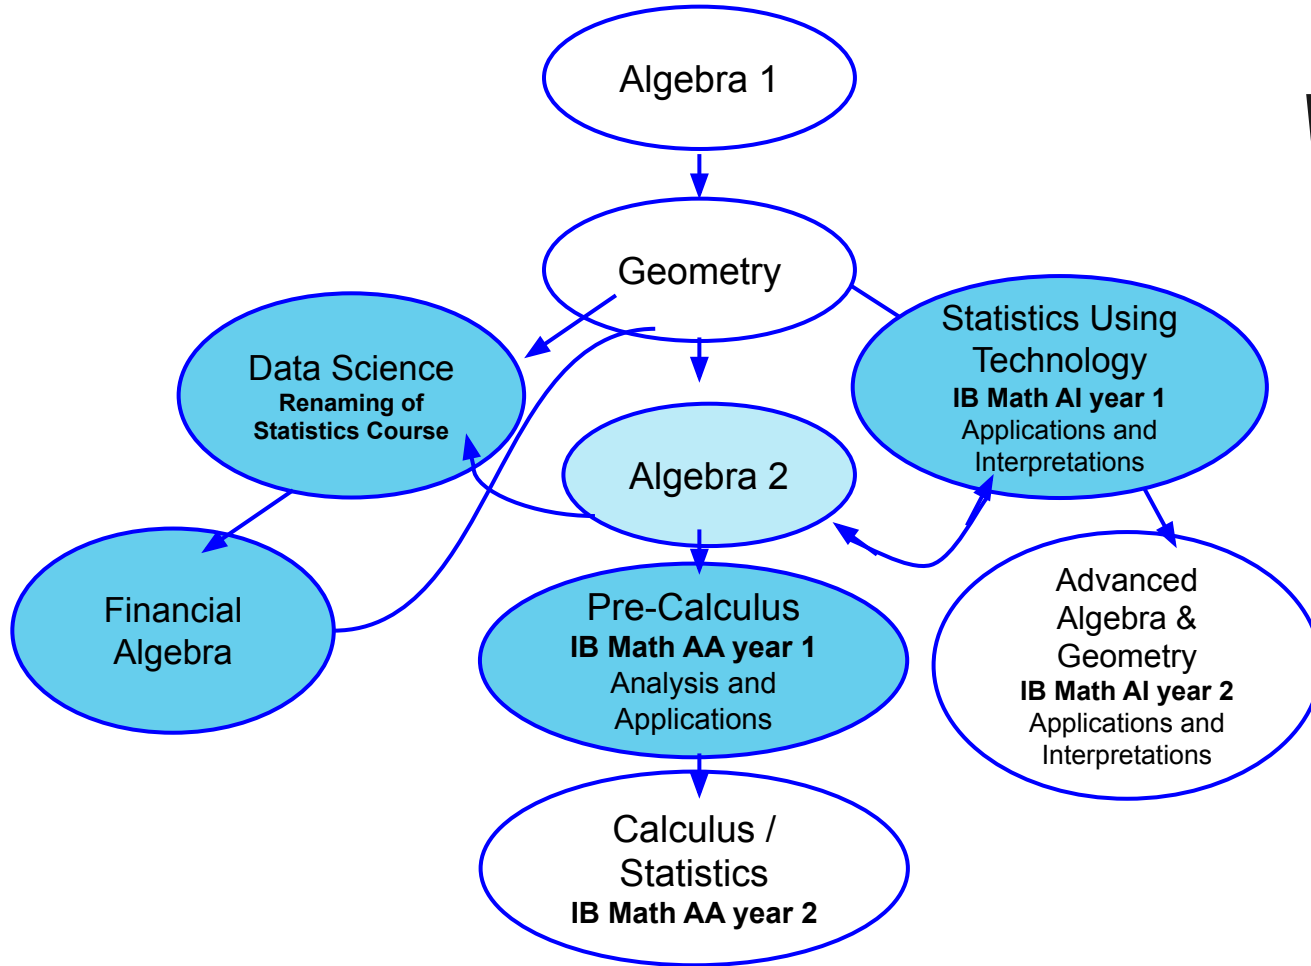 Algebra 1
Geometry
Statistics Using
Technology
IB Math AI year 1
Applications and
Interpretations
Data Science
Renaming of
Statistics Course
Algebra 2
Financial
Algebra
Pre-Calculus
IB Math AA year 1
Analysis and
Applications
Advanced
Algebra &
Geometry
IB Math AI year 2
Applications and
Interpretations
Calculus /
Statistics
IB Math AA year 2